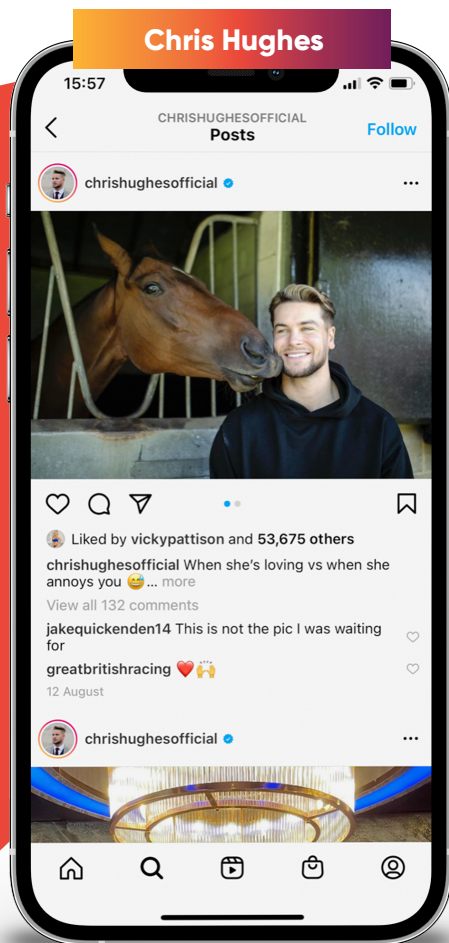 Chris Hughes
15:57
CHRISHUGHESOFFICIAL
Posts
Follow
chrishughesofficial
Liked by vickypattison and 53,675 others
chrishughesofficial When she's loving vs when she
annoys you 😅... more
View all 132 comments
jakequickenden14 This is not the pic I was waiting
for
greatbritishracing ❤️🙌
12 August
chrishughesofficial